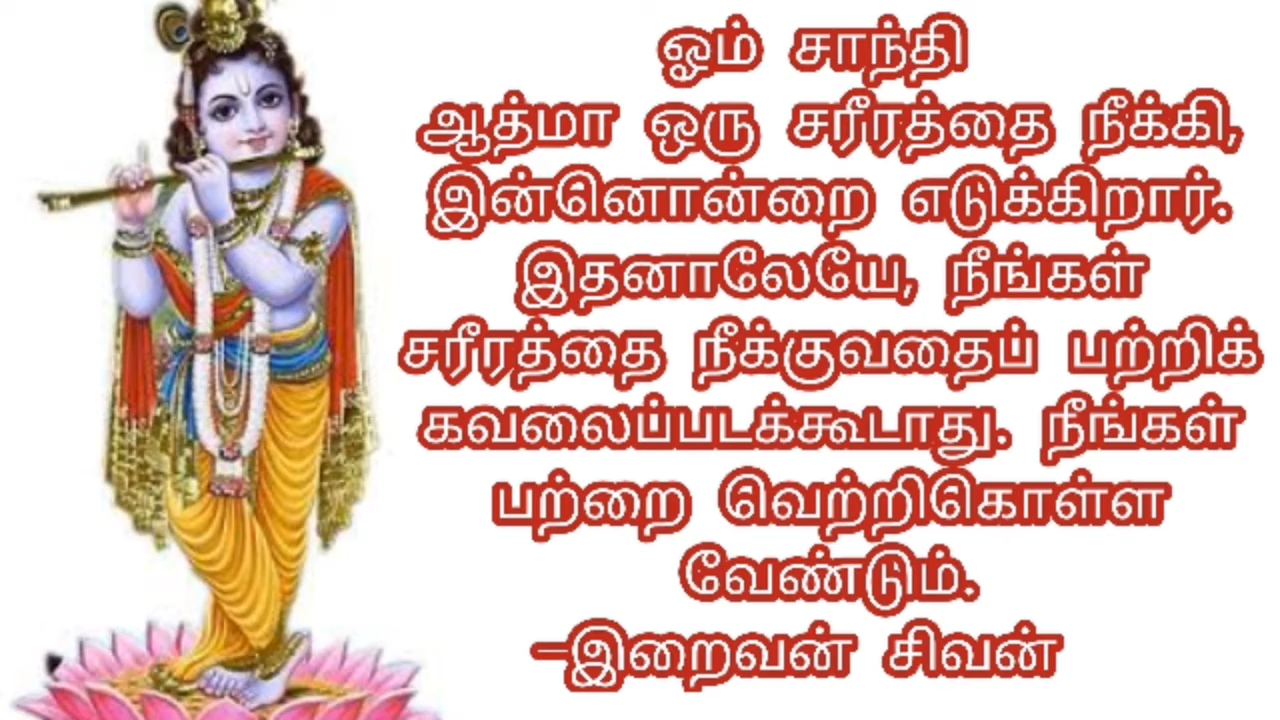 ஓம் சாந்தி
ஆத்மா ஒரு சரீரத்தை நீக்கி,
இன்னொன்றை எடுக்கிறார்.
இதனாலேயே, நீங்கள்
சரீரத்தை நீக்குவதைப் பற்றிக்
கவலைப்படக்கூடாது. நீங்கள்
பற்றை வெற்றிகொள்ள
வேண்டும்.
-இறைவன் சிவன்